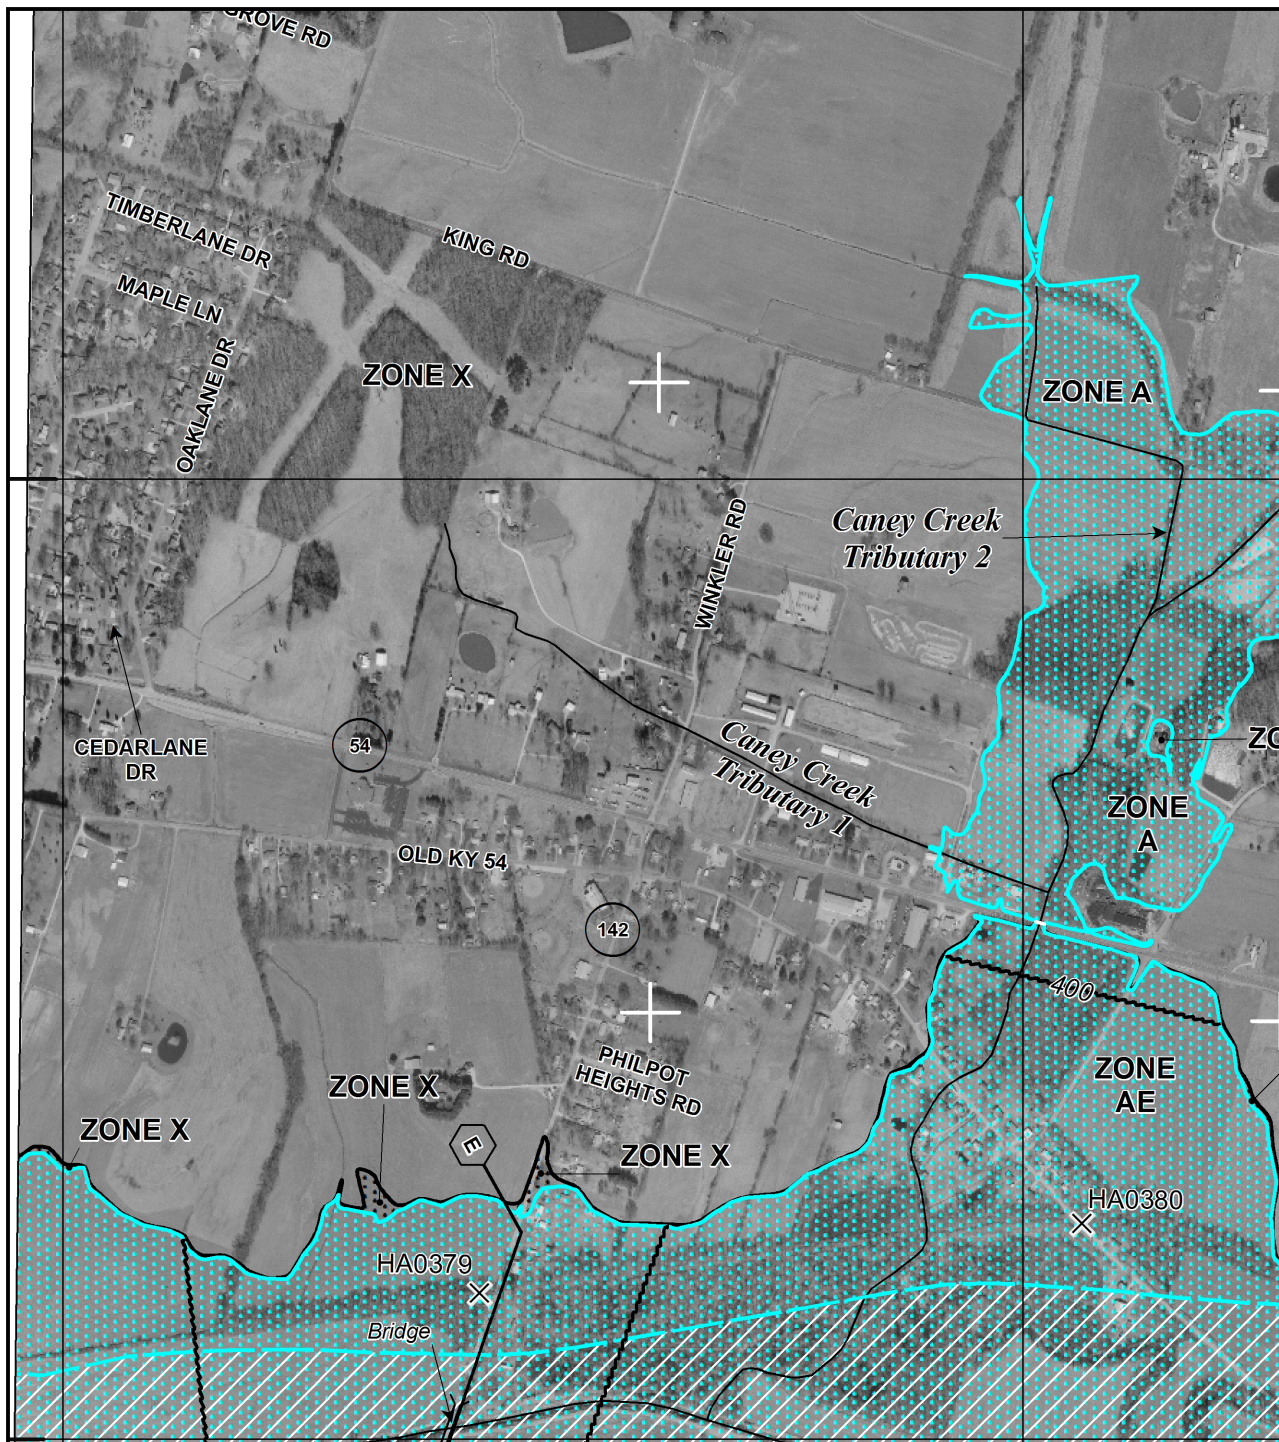 GROVE RD
TIMBERLANE DR
KING RD
MAPLE LN
OAKLANE DR
ZONE X
ZONE A
Caney Creek
Tributary 2
WINKLER RD
CEDARLANE
DR
54
Caney Creek
Tributary 1
ZONE
A
OLD KY 54
142
400
ZONE
AE
PHILPOT
HEIGHTS RD
ZONE X
ZONE X
E
ZONE X
HA0380
HA0379
Bridge